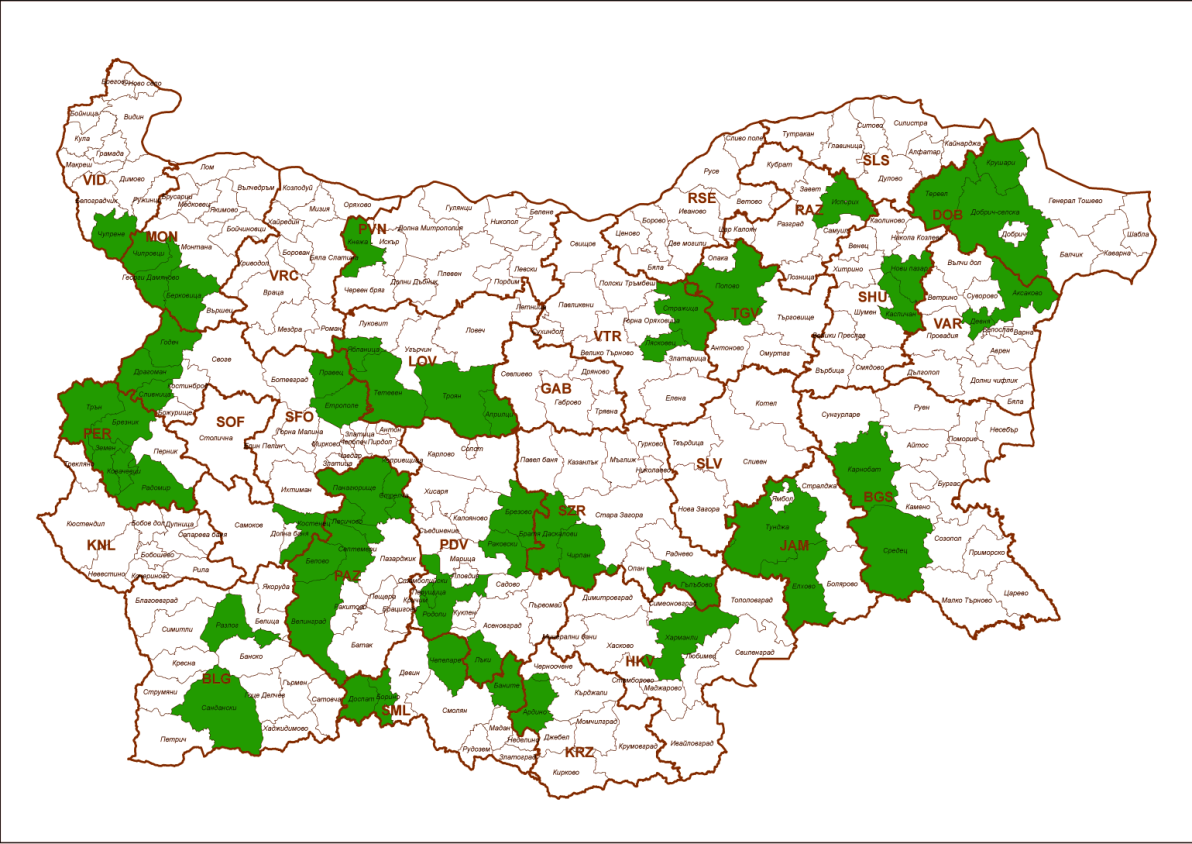 Брегово
Ново село
Бойница
Видин
Кула
Грамада
Макреш
VID
Димово
Белоградчик
Ружинци
Чупрене
Лом
Вълчедръм
Козлодуй
Брусарци
Медковец
Якимово
Хайредин
Мизия
Оряхово
MON
Монтана
Бойчиновци
Чипровци
Георги Дамяново
Берковица
Вършец
Криводол
VRC
Борован
Бяла Слатина
Враца
Мездра
Роман
PVN
Кнежа
Искър
Долна Митрополия
Гулянци
Никопол
Белене
Плевен
Долни Дъбник
Червен бряг
Левски
Пордим
Свищов
Сливо поле
Русе
RSE
Иваново
Борово
Ценово
Две могили
Бяла
Ветово
Тутракан
Главиница
Ситово
Силистра
Алфатар
Кайнарджа
SLS
Дулово
Кубрат
Завет
Исперих
RAZ
Разград
Самуил
Цар Калоян
Лозница
Крушари
Тервел
DOB
Добрич-селска
Добрич
Генерал Тошево
Шабла
Каварна
Балчик
Каолиново
Никола Козлево
Венец
Хитрино
Нови пазар
SHU
Шумен
Каспичан
Велики Преслав
Смядово
Върбица
Вълчи дол
Ветрино
Суворово
Аксаково
VAR
Девня
Белослав
Варна
Провадия
Аврен
Дългопол
Долни чифлик
Бяла
Опака
Попово
TGV
Търговище
Антоново
Омуртаг
Полски Тръмбеш
Павликени
Стражица
Горна Оряховица
VTR
Сухиндол
Лясковец
Велико Търново
Златарица
Елена
Луковит
Летница
Ловеч
Ябланица
Угърчин
LOV
Тетевен
Троян
Априлци
Севлиево
Дряново
GAB
Габрово
Трявна
Годеч
Драгоман
Своге
Сливница
Костинброд
Божурище
Ботевград
Правец
Етрополе
SFO
SOF
Столична
Горна Малина
Елин Пелин
Мирково
Златица
Челопеч
Пирдоп
Антон
Чавдар
Златица
Копривщица
Ихтиман
Самоков
Костенец
Долна баня
Трън
PER
Брезник
Земен
Перник
Трекляно
Ковачевци
Радомир
Кюстендил
Бобов дол
Дупница
Сапарева баня
KNL
Бобошево
Невестино
Кочериново
Рила
Панагюрище
Стрелча
Лесичово
Септември
Пазарджик
Белово
PAZ
Пещера
Ракитово
Брацигово
Велинград
Батак
Карлово
Сопот
Хисаря
Калояново
Съединение
Брезово
Раковски
PDV
Марица
Пловдив
Стамболийски
Перущица
Кричим
Родопи
Куклен
Садово
Асеновград
Първомай
Лъки
Павел баня
Казанлък
Мъглиж
Гурково
Николаево
SZR
Стара Загора
Братя Даскалови
Чирпан
Раднево
Опан
Гълъбово
Твърдица
SLV
Сливен
Котел
Нова Загора
Ямбол
Стралджа
Тунджа
JAM
Елхово
Болярово
Сунгурларе
Руен
Айтос
Поморие
Несебър
Карнобат
BGS
Бургас
Камено
Средец
Созопол
Приморско
Малко Търново
Царево
Благоевград
Якоруда
Белица
Симитли
Разлог
Банско
Кресна
Струмяни
BLG
Гоце Делчев
Гърмен
Сатовча
Сандански
Петрич
Хаджидимово
Девин
Чепеларе
Доспат
Борино
SML
Смолян
Баните
Мадан
Рудозем
Неделино
Златоград
Димитровград
Симеоновград
Тополовград
Минерални бани
Хасково
Харманли
HKV
Любимец
Свиленград
Стамболово
Маджарово
Ивайловград
Черноочене
Ардино
Кърджали
Момчилград
Джебел
Крумовград
KRZ
Кирково